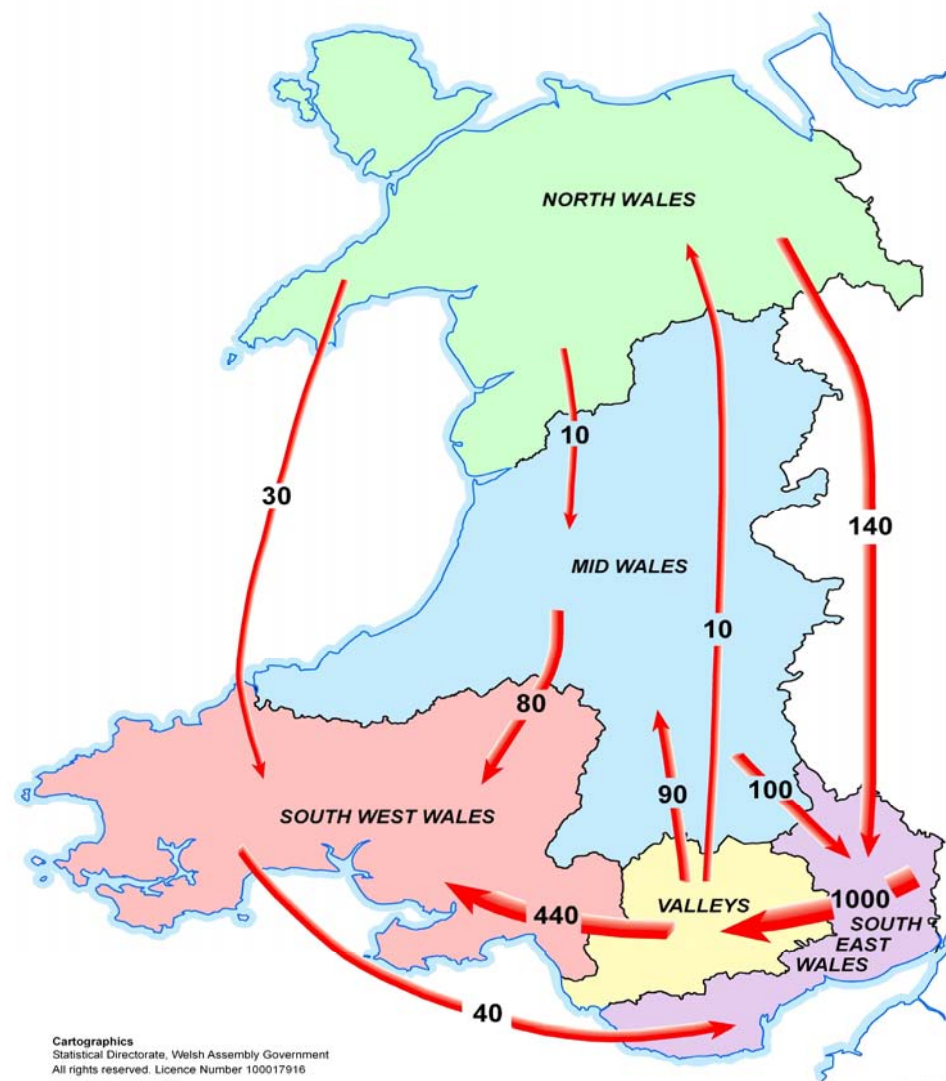 NORTH WALES
10
30
140
MID WALES
10
80
90
100
SOUTH WEST WALES
1000
VALLEYS
440
SOUTH
EAST
WALES
40
Cartographics
Statistical Directorate, Welsh Assembly Government
All rights reserved. Licence Number 100017916